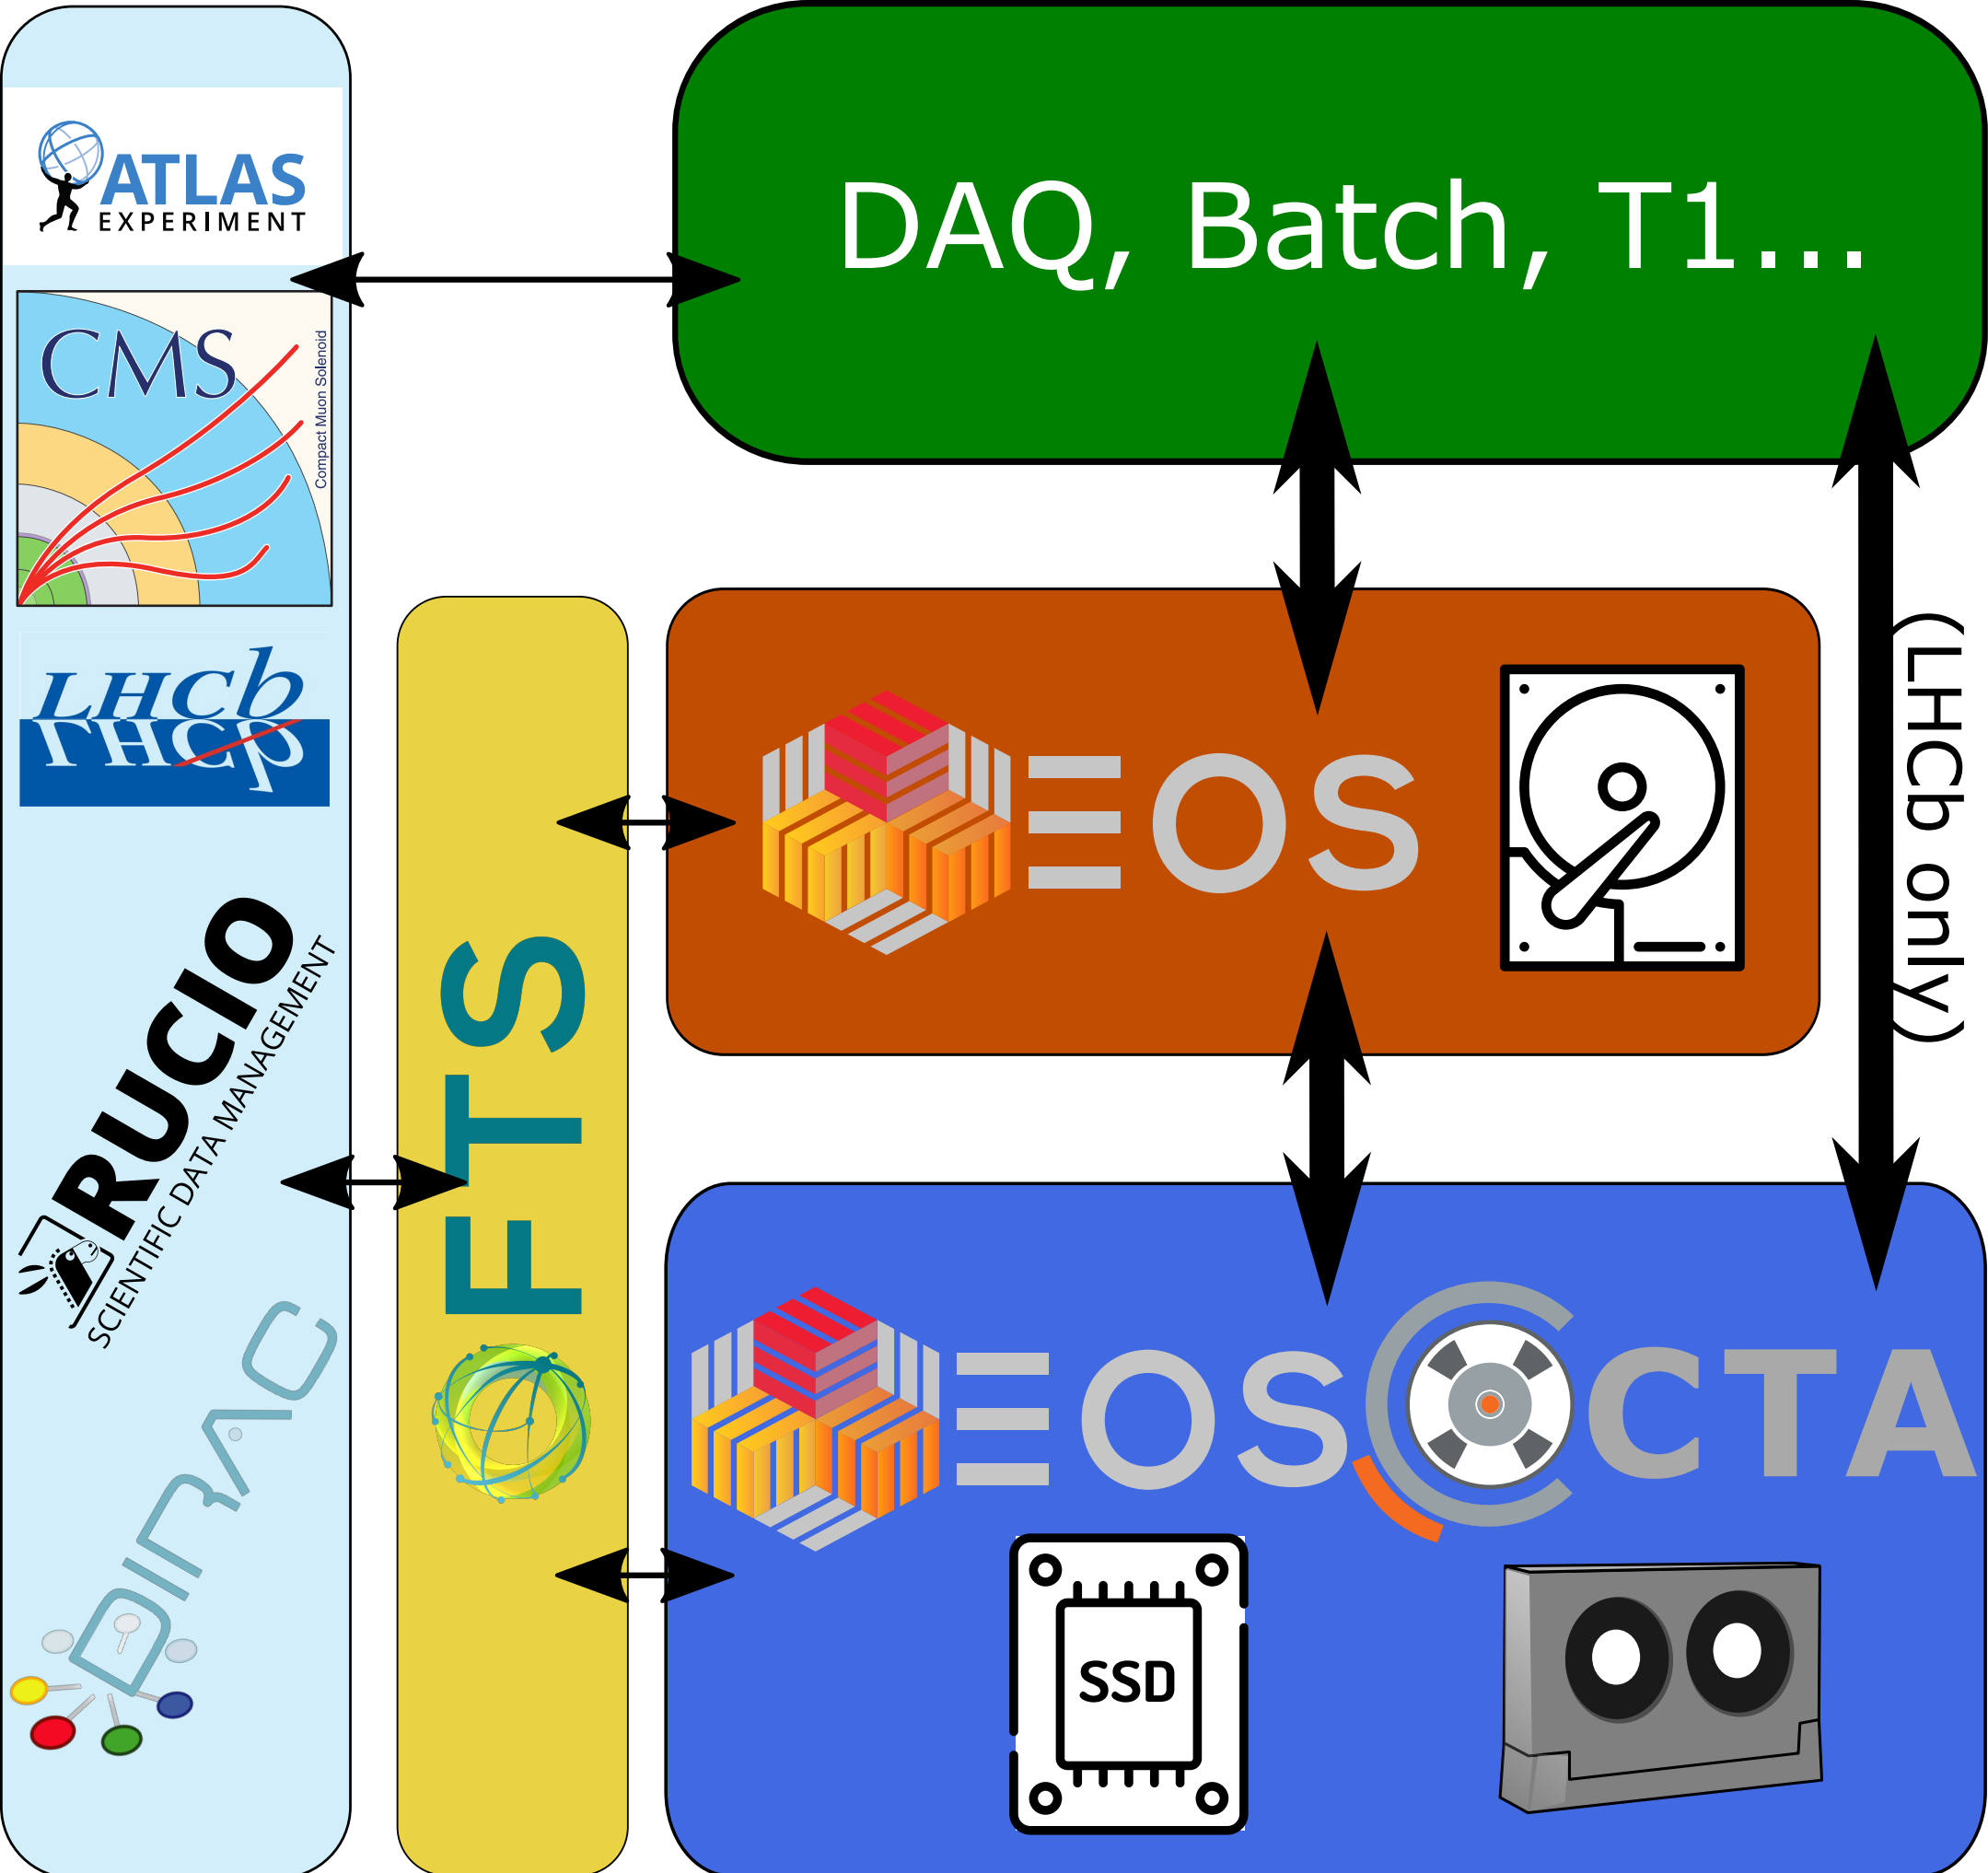 ATLAS
EXPERIMENT
CMS
Compact Muon Solenoid
LHCb
LHCb
RUCIO
SCIENTIFIC DATA MANAGEMENT
DIRAC
FTS
DAQ, Batch, T1...
EOS
(LHCb only)
EOS
CTA
SSD